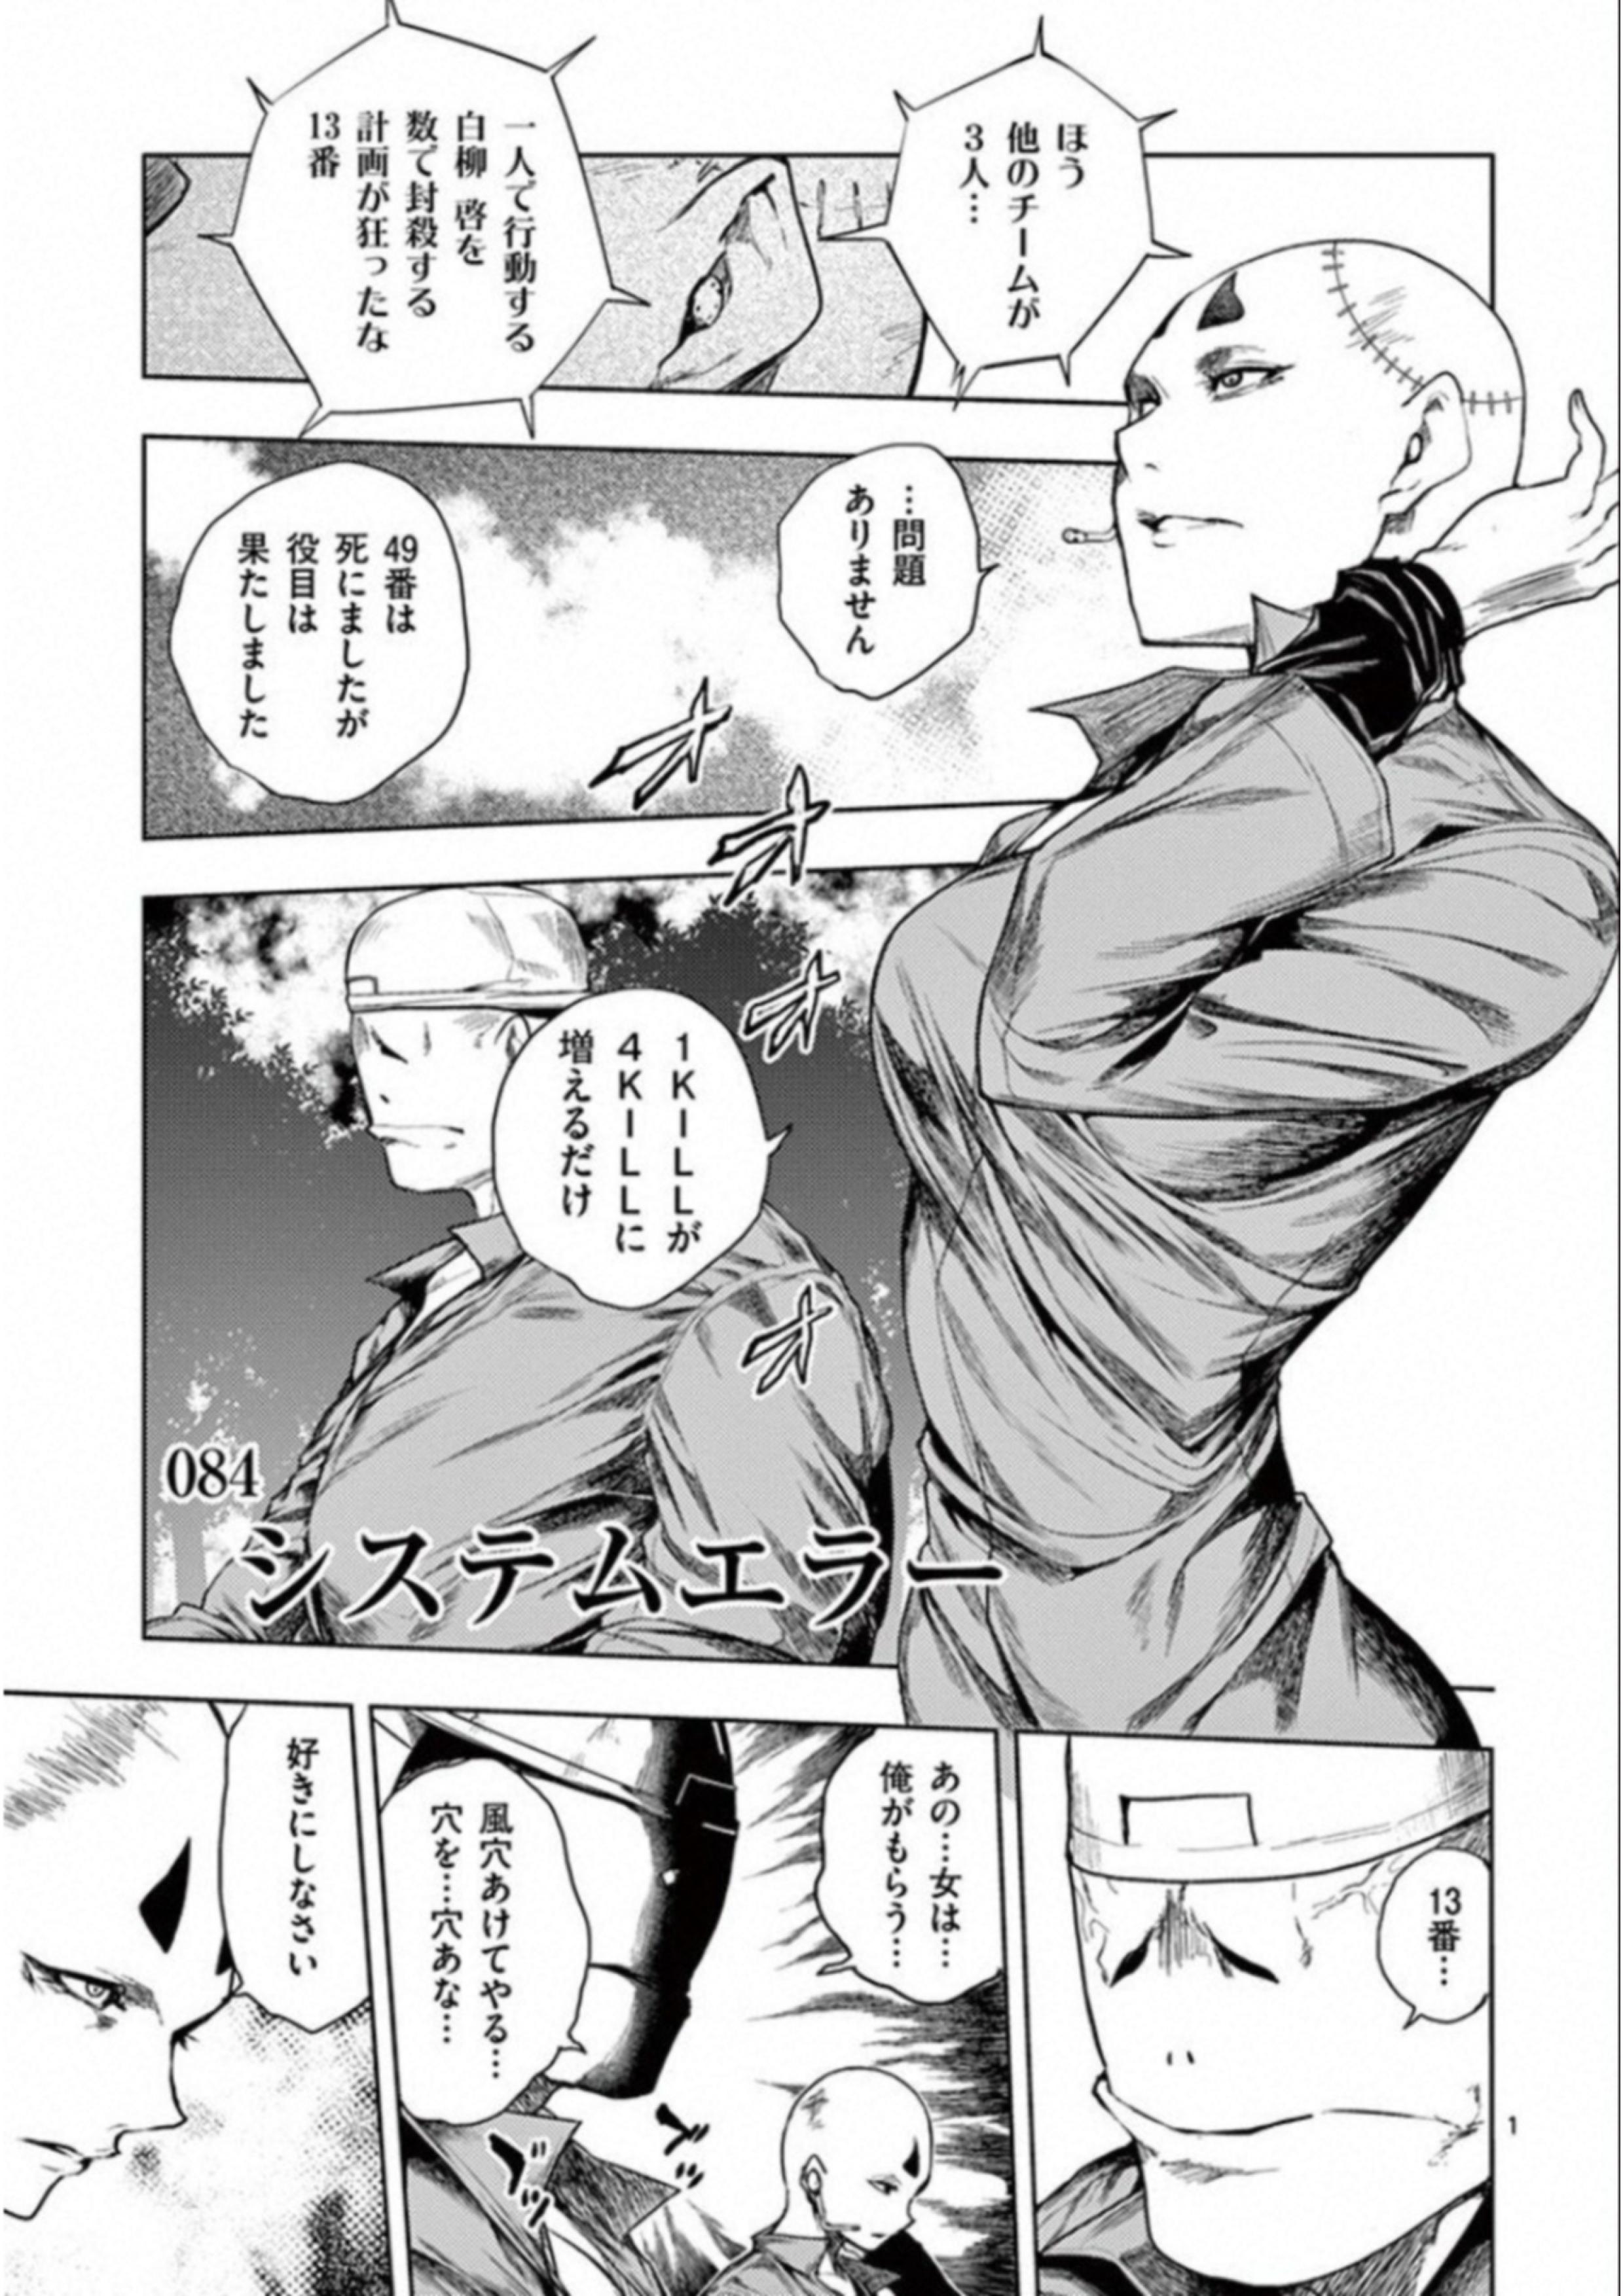 ほう
他のチームが
3人…
一人で行動する
白柳 啓を
数で封殺する
計画が狂ったな
13番
…問題
ありません
49番は
死にましたが
役目は
果たしました
オ
オ
オ
オ
1KILLが
4KILLに
増えるだけ
084
システムエラー
13番…
あの…女は…
俺がもらう…
風穴あけてやる…
穴を…穴あな…
ブツ
ブツ
好きにしなさい
1